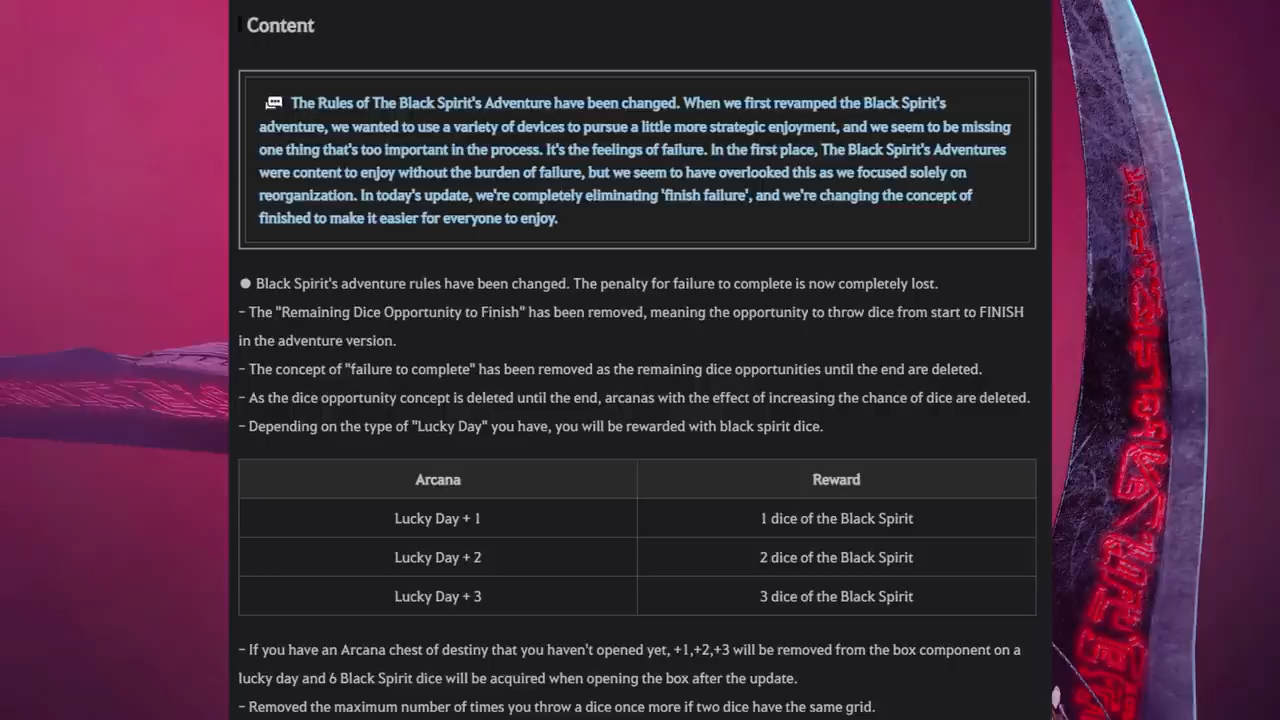 Content
The Rules of The Black Spirit's Adventure have been changed. When we first revamped the Black Spirit's
adventure, we wanted to use a variety of devices to pursue a little more strategic enjoyment, and we seem to be missing
one thing that's too important in the process. It's the feelings of failure. In the first place, The Black Spirit's Adventures
were content to enjoy without the burden of failure, but we seem to have overlooked this as we focused solely on
reorganization. In today's update, we're completely eliminating 'finish failure', and we're changing the concept of
finished to make it easier for everyone to enjoy.
● Black Spirit's adventure rules have been changed. The penalty for failure to complete is now completely lost.
- The "Remaining Dice Opportunity to Finish" has been removed, meaning the opportunity to throw dice from start to FINISH
in the adventure version.
- The concept of "failure to complete" has been removed as the remaining dice opportunities until the end are deleted.
- As the dice opportunity concept is deleted until the end, arcanas with the effect of increasing the chance of dice are deleted.
- Depending on the type of "Lucky Day" you have, you will be rewarded with black spirit dice.
Arcana Reward
Lucky Day + 1 1 dice of the Black Spirit
Lucky Day + 2 2 dice of the Black Spirit
Lucky Day + 3 3 dice of the Black Spirit
- If you have an Arcana chest of destiny that you haven't opened yet, +1,+2,+3 will be removed from the box component on a
lucky day and 6 Black Spirit dice will be acquired when opening the box after the update.
- Removed the maximum number of times you throw a dice once more if two dice have the same grid.